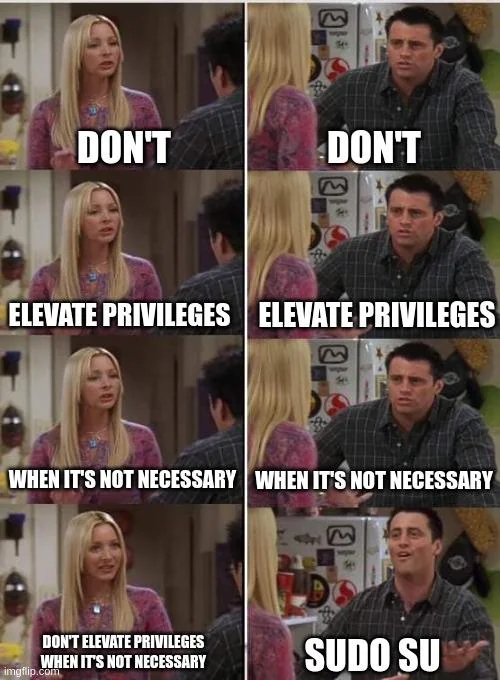 DON'T
DON'T
ELEVATE PRIVILEGES
ELEVATE PRIVILEGES
WHEN IT'S NOT NECESSARY
WHEN IT'S NOT NECESSARY
DON'T ELEVATE PRIVILEGES
WHEN IT'S NOT NECESSARY
SUDO SU
imgflip.com